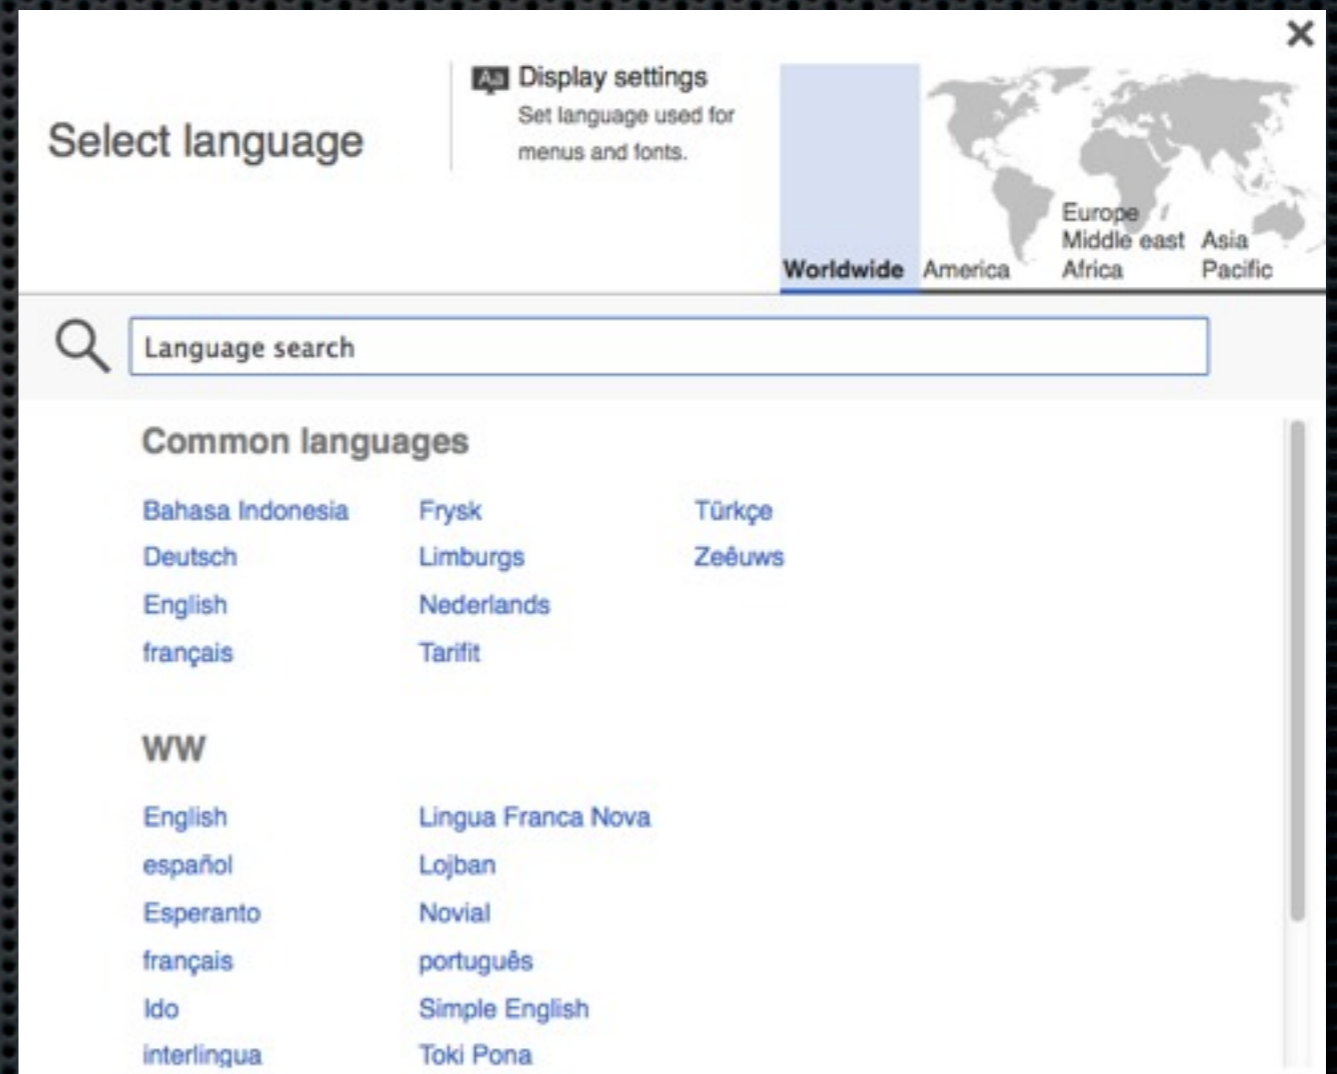 Select language
Aa Display settings
Set language used for
menus and fonts.
Worldwide
America
Europe
Middle east
Africa
Asia
Pacific
Language search
Common languages
Bahasa Indonesia
Deutsch
English
français
Frysk
Limburgs
Nederlands
Tarifit
Türkçe
Zeêuws
WW
English
español
Esperanto
français
Ido
interlingua
Lingua Franca Nova
Lojban
Novial
português
Simple English
Toki Pona